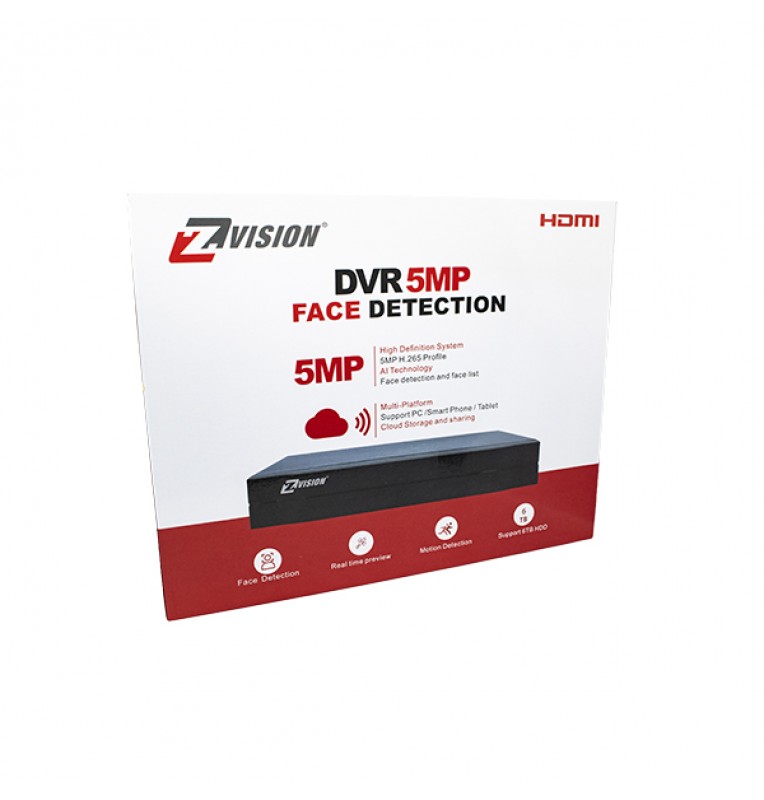 ZVISION®
HDMI
DVR 5MP
FACE DETECTION
5MP
High Definition System
5MP H.265 Profile
AI Technology
Face detection and face list
Multi-Platform
Support PC /Smart Phone / Tablet
Cloud Storage and sharing
ZVISION
6
TB
Face Detection
Real time preview
Motion Detection
Support 6TB HDD